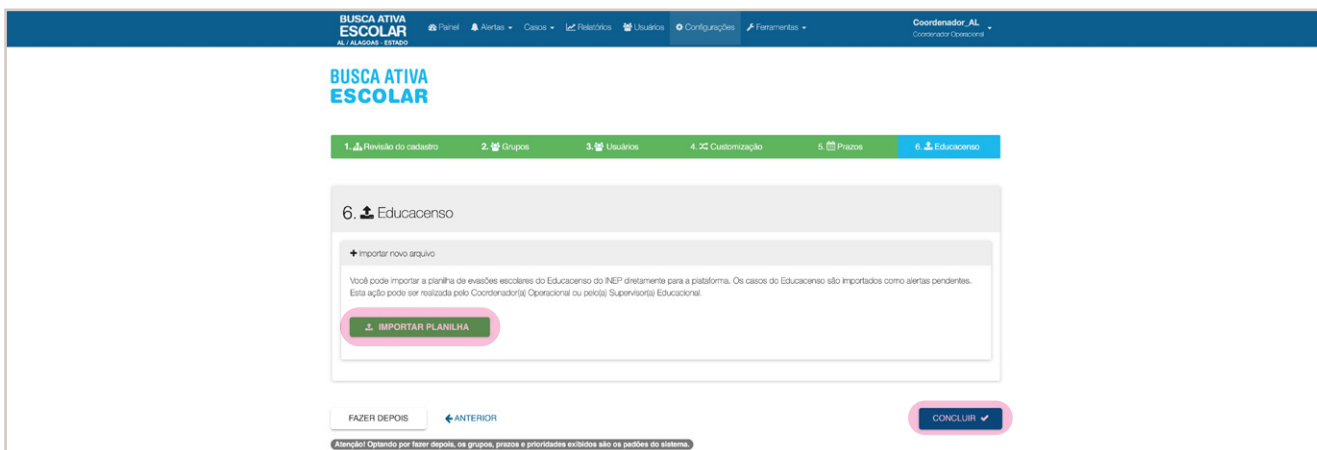 BUSCA ATIVA
ESCOLAR
AL / ALAGOAS - ESTADO
Painel Alertas Casos Relatórios Usuários Configurações Ferramentas
Coordenador_AL
Coordenador Operacional
BUSCA ATIVA
ESCOLAR
1. Revisão do cadastro 2. Grupos 3. Usuários 4. Customização 5. Prazos 6. Educacenso
6. Educacenso
+ Importar novo arquivo
Você pode importar a planilha de evasões escolares do Educacenso do INEP diretamente para a plataforma. Os casos do Educacenso são importados como alertas pendentes.
Esta ação pode ser realizada pelo Coordenador(a) Operacional ou pelo(a) Supervisor(a) Educacional.
IMPORTAR PLANILHA
FAZER DEPOIS ANTERIOR CONCLUIR
Atenção! Optando por fazer depois, os grupos, prazos e prioridades exibidos são os padões do sistema.